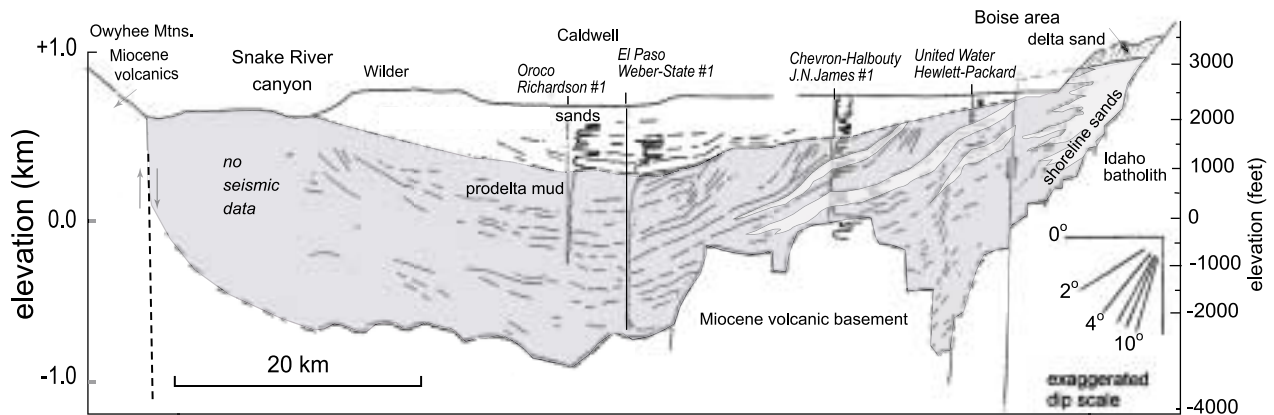 Owyhee Mtns.
Miocene
volcanics
Snake River
canyon
Wilder
Caldwell
Oroco
Richardson #1
El Paso
Weber-State #1
Chevron-Halbouty
J.N.James #1
United Water
Hewlett-Packard
Boise area
delta sand
sands
no
seismic
data
prodelta mud
shoreline sands
Idaho
batholith
Miocene volcanic basement
20 km
elevation (km)
+1.0
0.0
-1.0
elevation (feet)
3000
2000
1000
0
-1000
-2000
-4000
0°
2°
4°
10°
exaggerated
dip scale